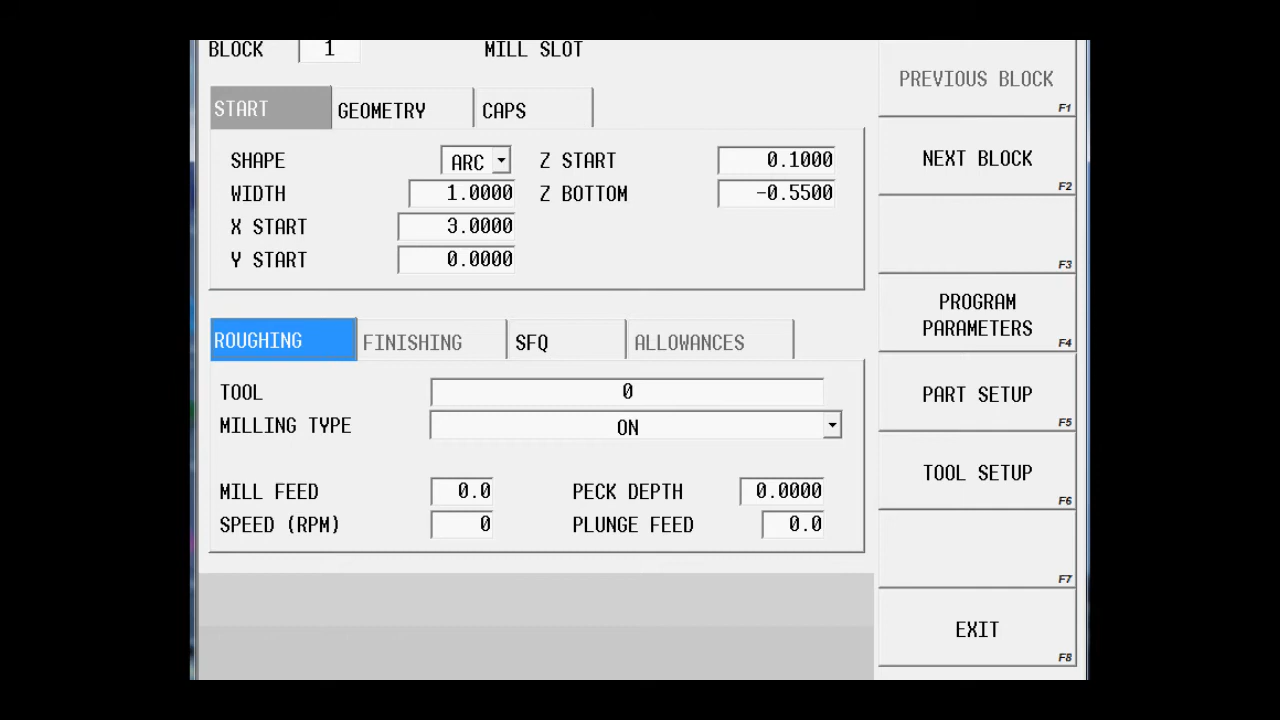 BLOCK 1 MILL SLOT
START GEOMETRY CAPS
SHAPE ARC Z START 0.1000
WIDTH 1.0000 Z BOTTOM -0.5500
X START 3.0000
Y START 0.0000
ROUGHING FINISHING SFQ ALLOWANCES
TOOL 0
MILLING TYPE ON
MILL FEED 0.0 PECK DEPTH 0.0000
SPEED (RPM) 0 PLUNGE FEED 0.0
PREVIOUS BLOCK
F1
NEXT BLOCK
F2
F3
PROGRAM
PARAMETERS
F4
PART SETUP
F5
TOOL SETUP
F6
F7
EXIT
F8